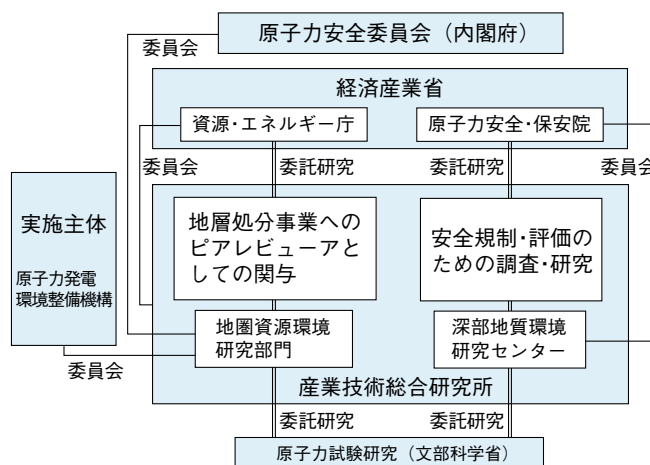 原子力安全委員会（内閣府）
委員会
経済産業省
資源・エネルギー庁
原子力安全・保安院
委員会
委託研究
委託研究
委員会
実施主体
原子力発電
環境整備機構
地層処分事業への
ピアレビューアと
しての関与
安全規制・評価の
ための調査・研究
地圏資源環境
研究部門
深部地質環境
研究センター
委員会
産業技術総合研究所
委託研究
委託研究
原子力試験研究（文部科学省）